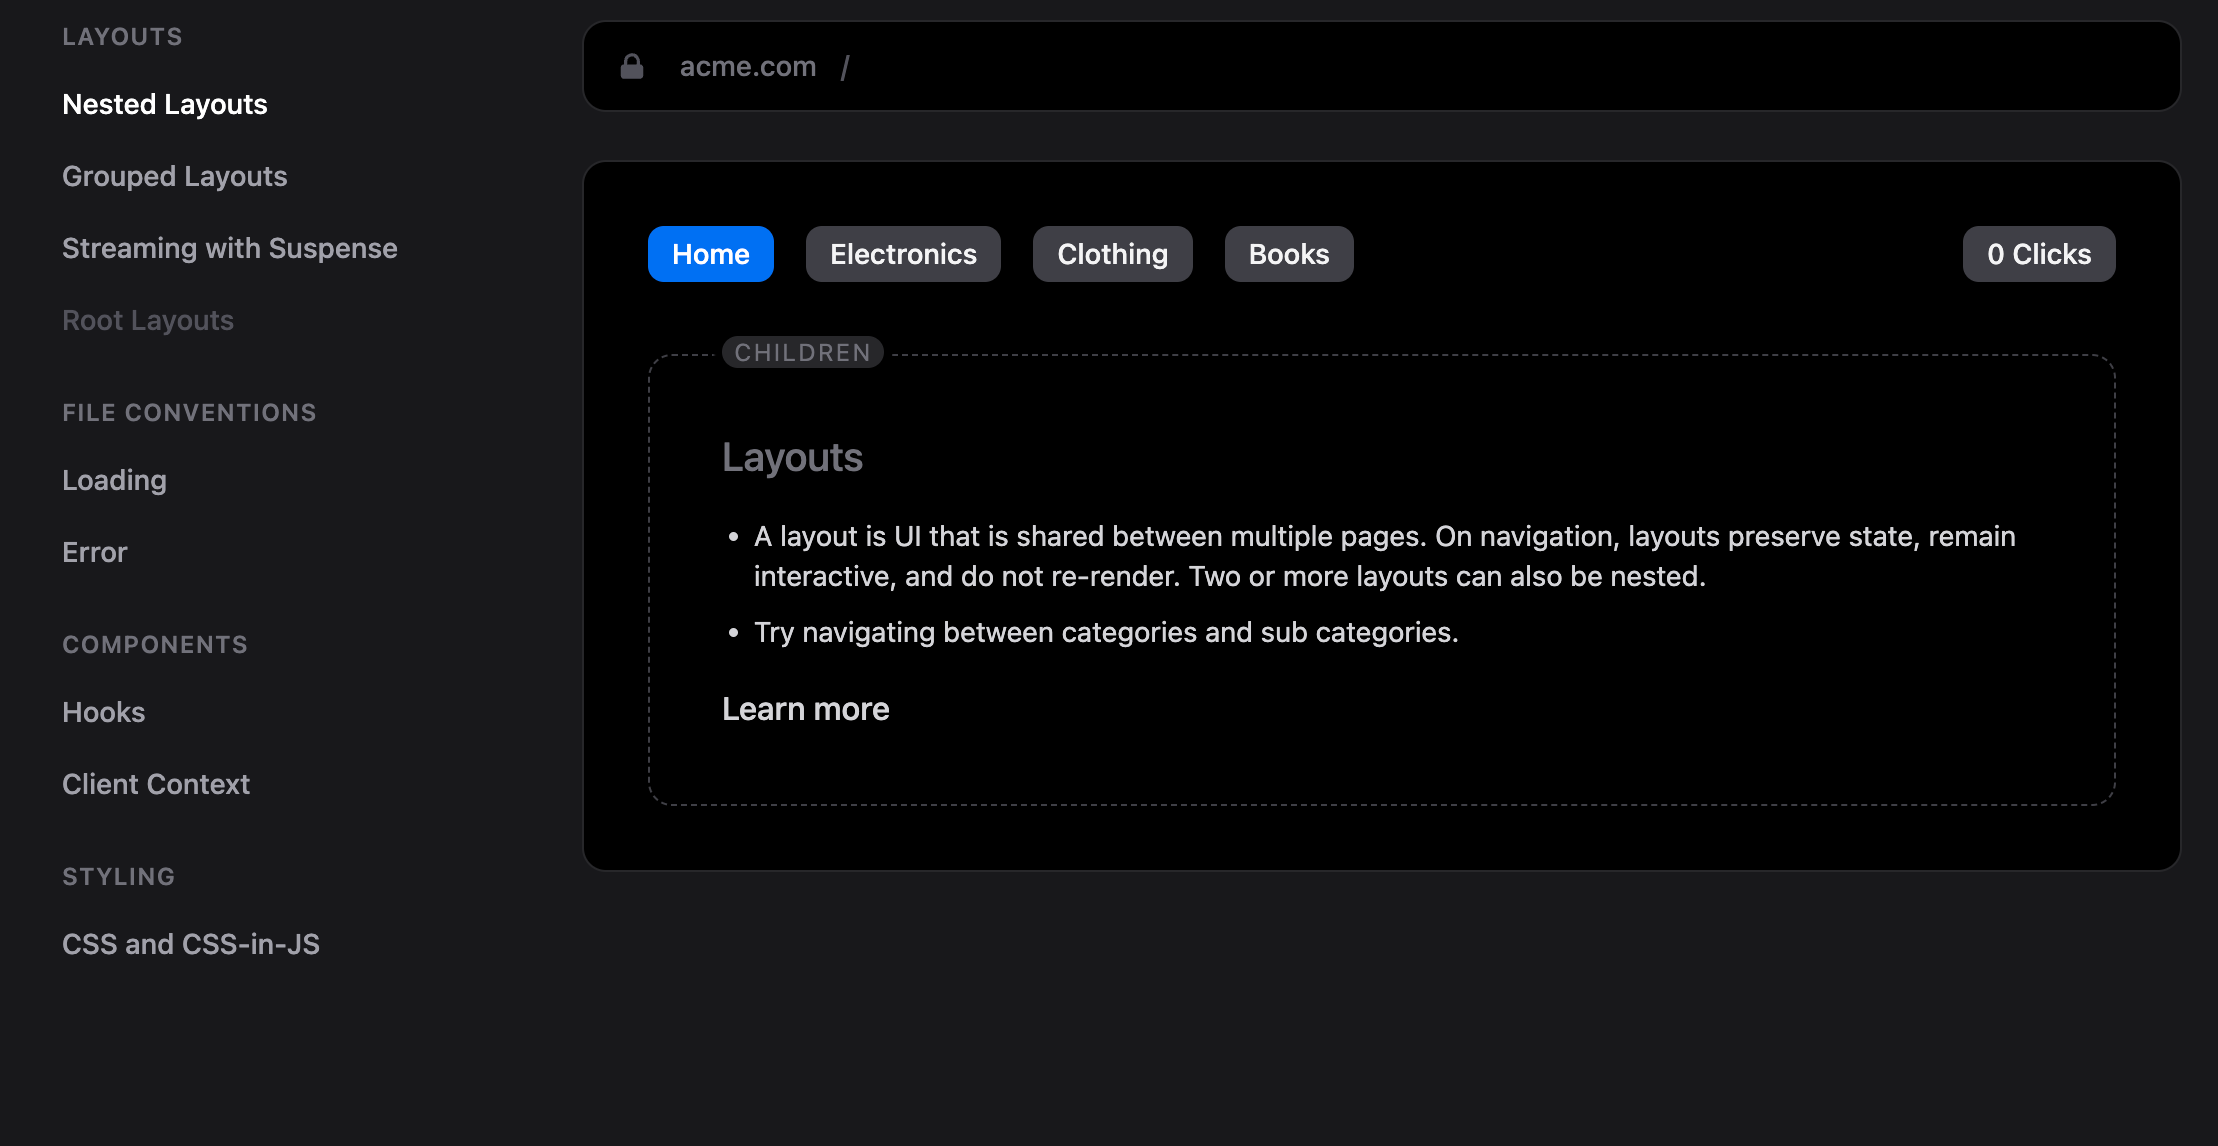 LAYOUTS
Nested Layouts
Grouped Layouts
Streaming with Suspense
Root Layouts
FILE CONVENTIONS
Loading
Error
COMPONENTS
Hooks
Client Context
STYLING
CSS and CSS-in-JS
acme.com /
Home Electronics Clothing Books 0 Clicks
CHILDREN
Layouts
• A layout is UI that is shared between multiple pages. On navigation, layouts preserve state, remain
interactive, and do not re-render. Two or more layouts can also be nested.
• Try navigating between categories and sub categories.
Learn more